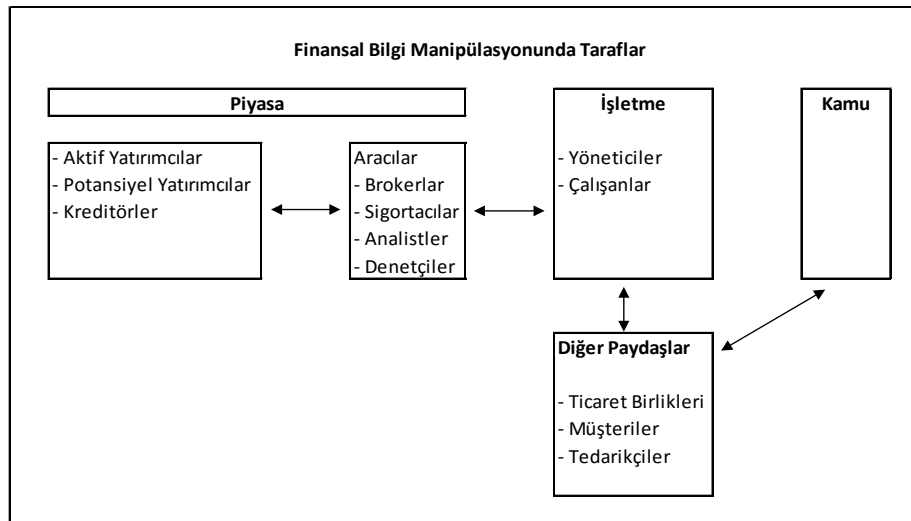 Finansal Bilgi Manipülasyonunda Taraflar
Piyasa
- Aktif Yatırımcılar
- Potansiyel Yatırımcılar
- Kreditörler
Aracılar
- Brokerlar
- Sigortacılar
- Analistler
- Denetçiler
İşletme
- Yöneticiler
- Çalışanlar
Kamu
Diğer Paydaşlar
- Ticaret Birlikleri
- Müşteriler
- Tedarikçiler